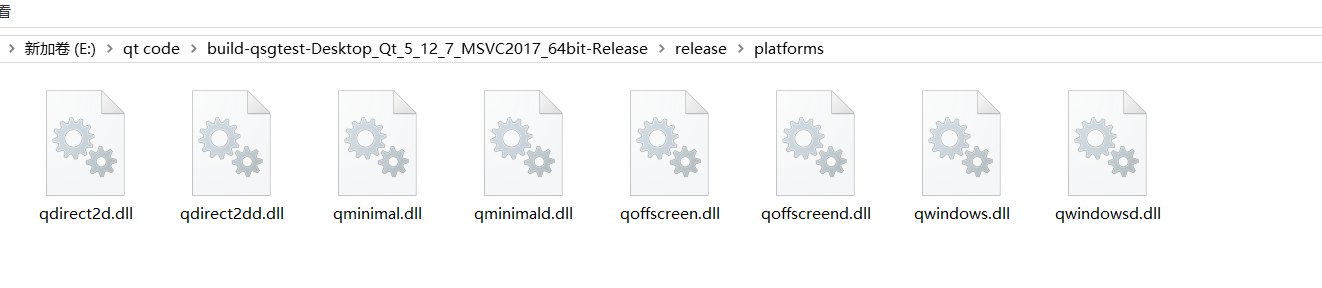 看
新加卷 (E:) > qt code > build-qsgtest-Desktop_Qt_5_12_7_MSVC2017_64bit-Release > release > platforms
qdirect2d.dll qdirect2dd.dll qminimal.dll qminimald.dll qoffscreen.dll qoffscreend.dll qwindows.dll qwindowsd.dll